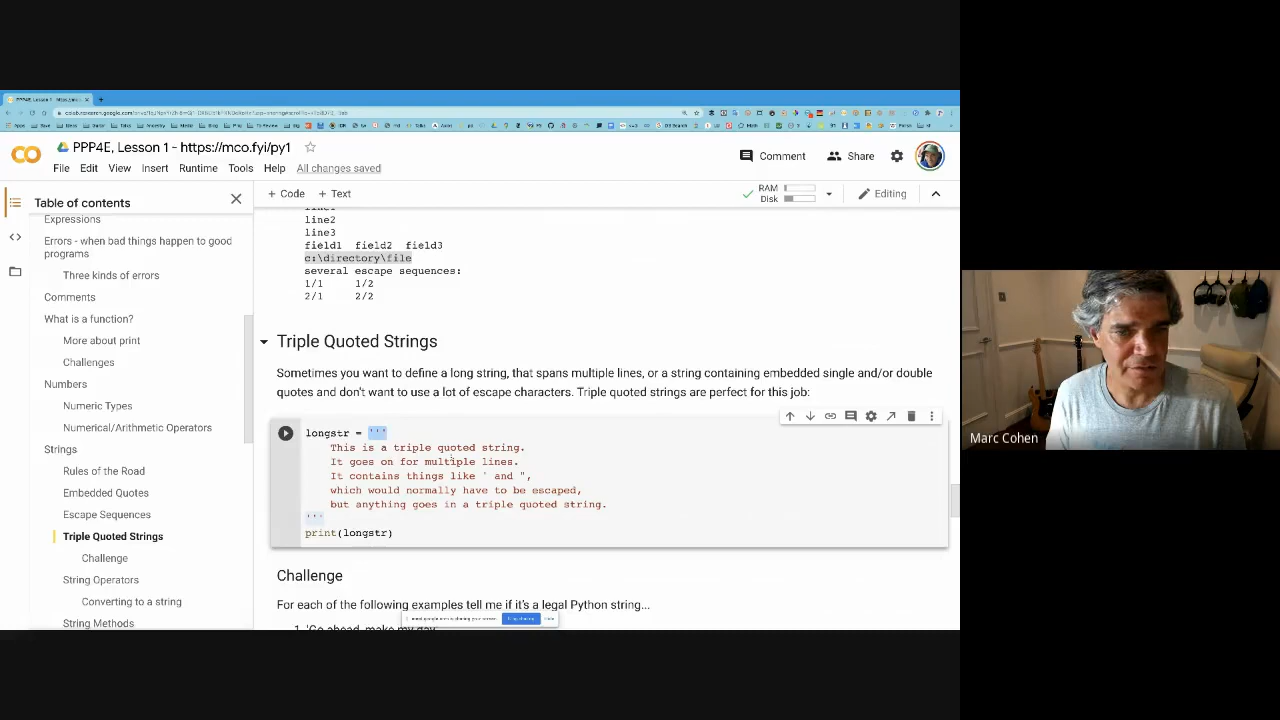 PPP4E, Lesson 1 - https://mco.fyi/py1
File Edit View Insert Runtime Tools Help All changes saved
Comment
Share
Table of contents
+ Code + Text
RAM
Disk
Editing
Expressions
Errors - when bad things happen to good
programs
Three kinds of errors
Comments
What is a function?
More about print
Challenges
Numbers
Numeric Types
Numerical/Arithmetic Operators
Strings
Rules of the Road
Embedded Quotes
Escape Sequences
Triple Quoted Strings
Challenge
String Operators
Converting to a string
String Methods
line1
line2
line3
field1 field2 field3
c:\directory\file
several escape sequences:
1/1 1/2
2/1 2/2
Triple Quoted Strings
Sometimes you want to define a long string, that spans multiple lines, or a string containing embedded single and/or double
quotes and don't want to use a lot of escape characters. Triple quoted strings are perfect for this job:
longstr = '''
This is a triple quoted string.
It goes on for multiple lines.
It contains things like ' and ",
which would normally have to be escaped,
but anything goes in a triple quoted string.
'''
print(longstr)
Challenge
For each of the following examples tell me if it's a legal Python string...
1. 'Go ahead, make my day
Marc Cohen